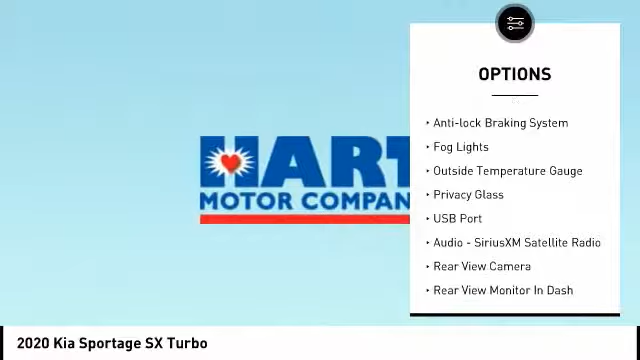 HART
MOTOR COMPAN
OPTIONS
• Anti-lock Braking System
• Fog Lights
• Outside Temperature Gauge
• Privacy Glass
• USB Port
• Audio - SiriusXM Satellite Radio
• Rear View Camera
• Rear View Monitor In Dash
2020 Kia Sportage SX Turbo